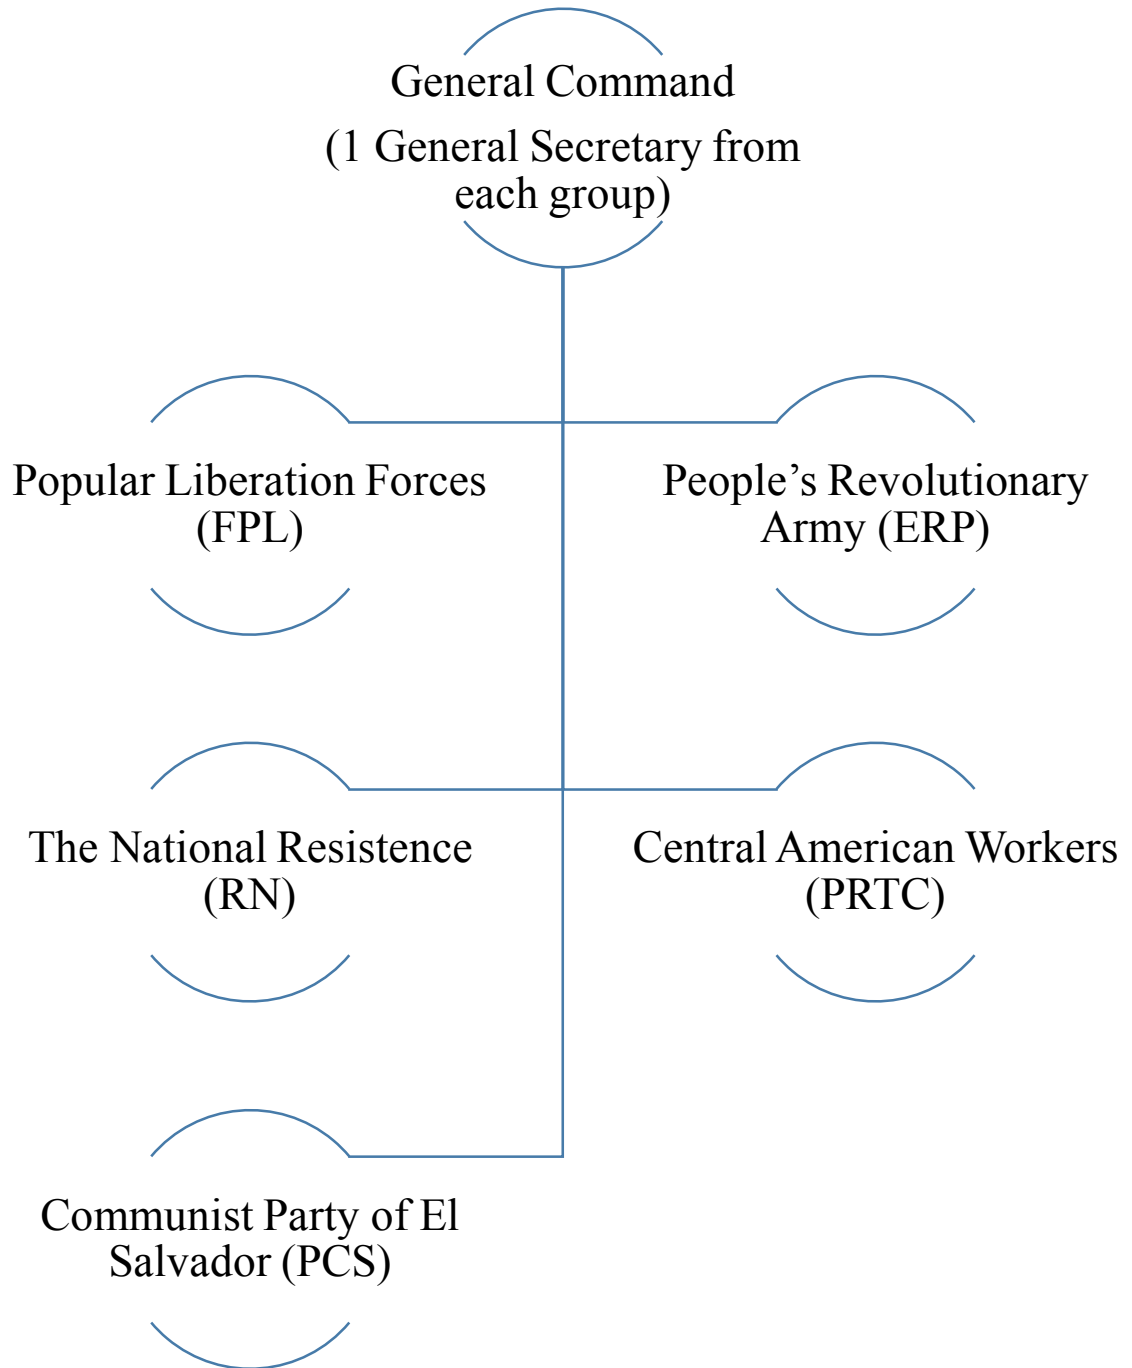 General Command
(1 General Secretary from
each group)
Popular Liberation Forces
(FPL)
People’s Revolutionary
Army (ERP)
The National Resistence
(RN)
Central American Workers
(PRTC)
Communist Party of El
Salvador (PCS)